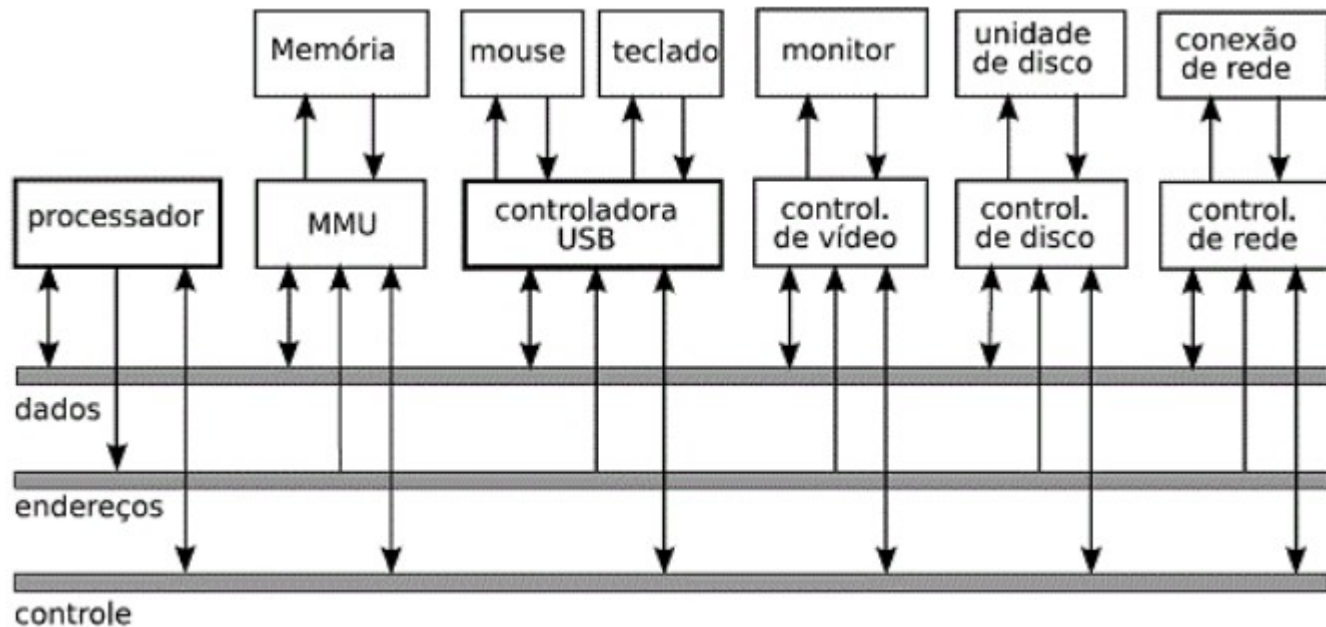 Memória
mouse
teclado
monitor
unidade
de disco
conexão
de rede
processador
MMU
controladora
USB
control.
de vídeo
control.
de disco
control.
de rede
dados
endereços
controle